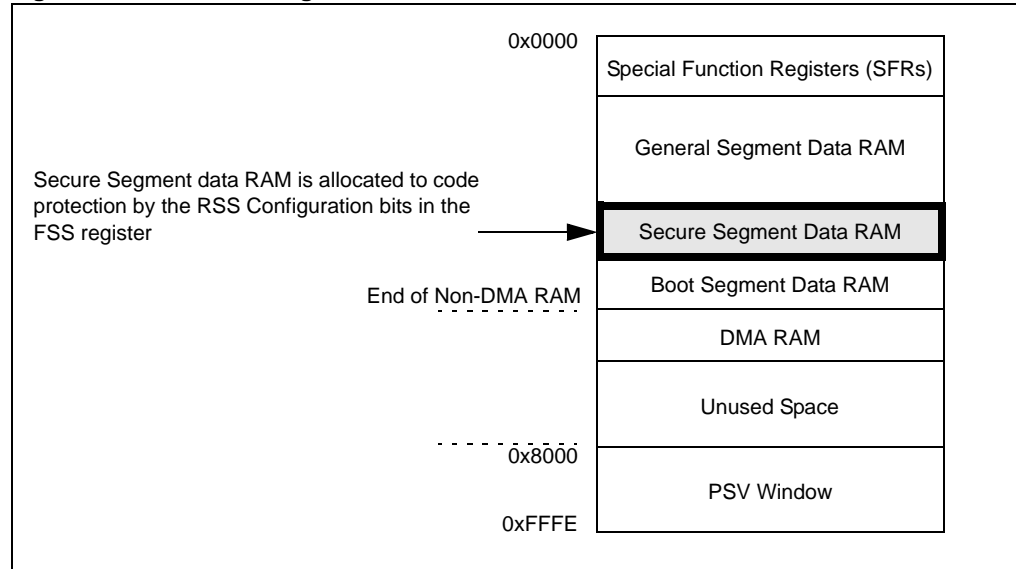 0x0000
Special Function Registers (SFRs)
General Segment Data RAM
Secure Segment data RAM is allocated to code
protection by the RSS Configuration bits in the
FSS register
Secure Segment Data RAM
Boot Segment Data RAM
End of Non-DMA RAM
DMA RAM
Unused Space
0x8000
PSV Window
0xFFFE